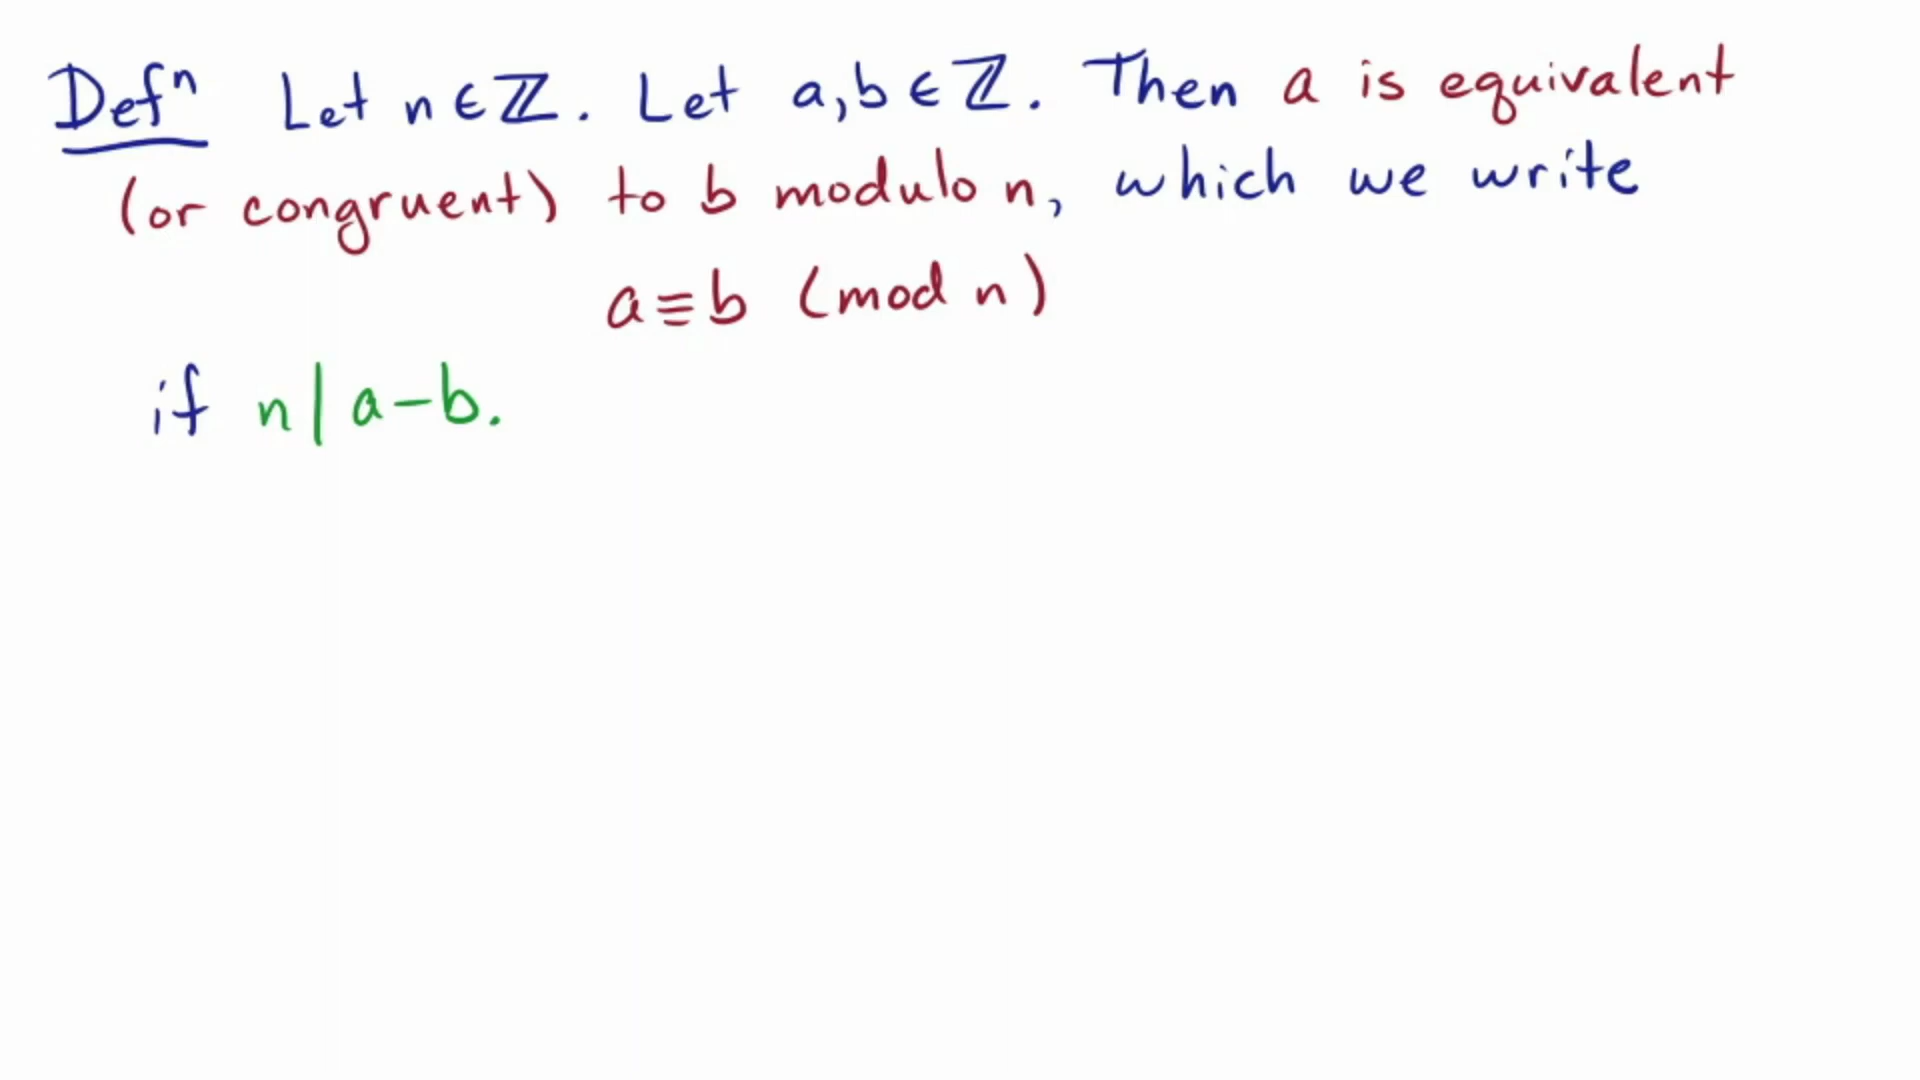 Defⁿ Let n ∈ ℤ. Let a, b ∈ ℤ. Then a is equivalent
(or congruent) to b modulo n, which we write
a ≡ b (mod n)
if n | a - b.